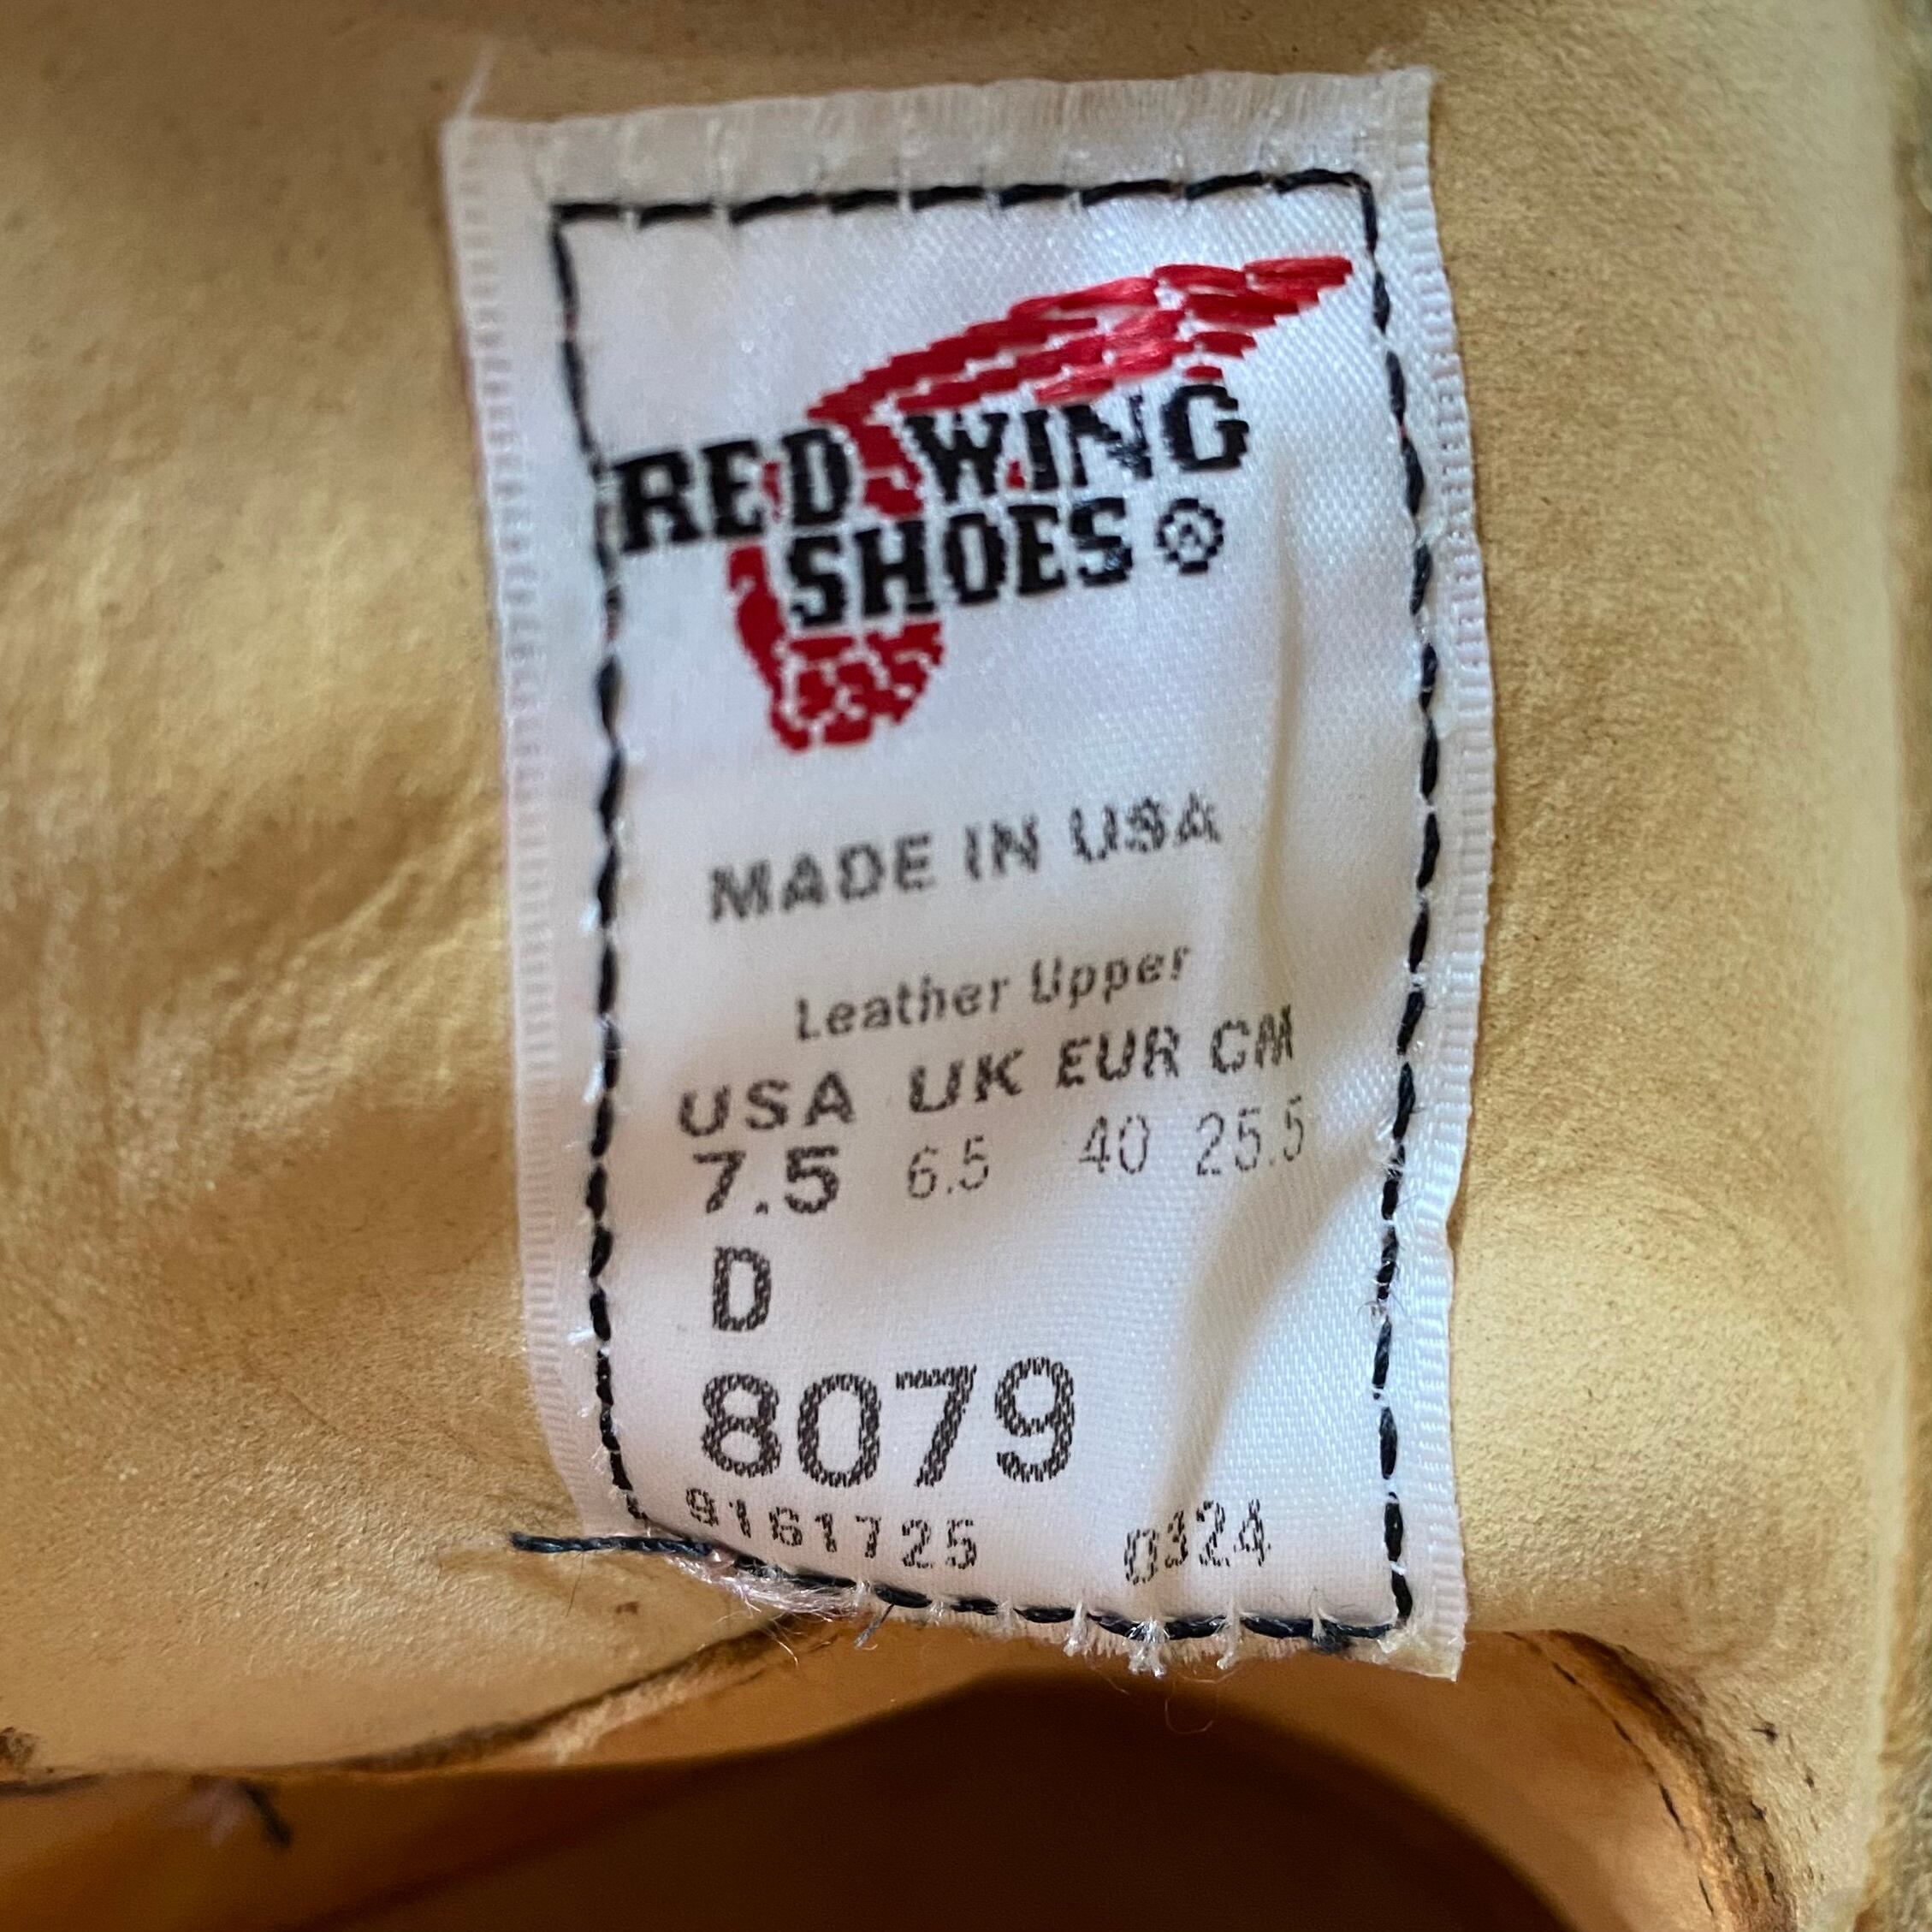 RED WING
SHOES®
MADE IN USA
Leather Upper
USA UK EUR CM
7.5 6.5 40 25.5
D
8079
9161725 0324